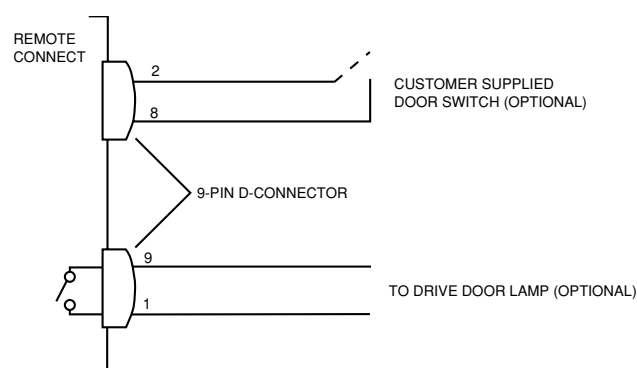 REMOTE
CONNECT
2
CUSTOMER SUPPLIED
DOOR SWITCH (OPTIONAL)
8
9-PIN D-CONNECTOR
9
TO DRIVE DOOR LAMP (OPTIONAL)
1